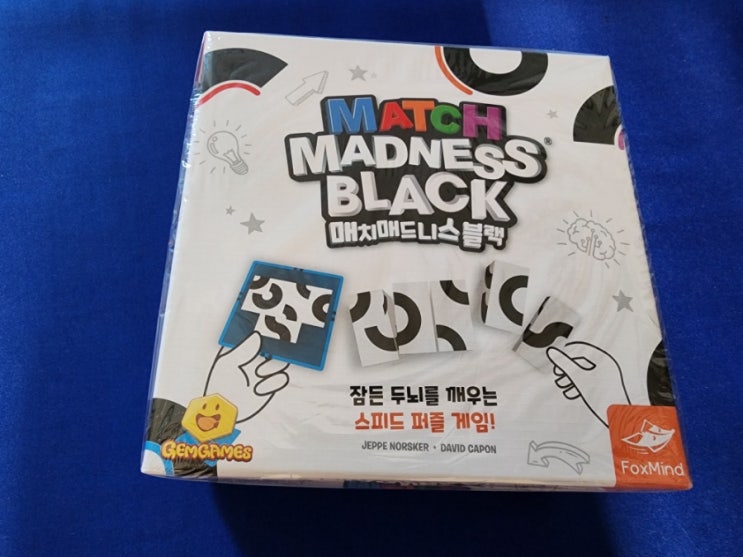 MATCH
MADNESS®
BLACK
매치매드니스블랙
잠든 두뇌를 깨우는
스피드 퍼즐 게임!
JEPPE NORSKER • DAVID CAPON
GEMGAMES
FoxMind